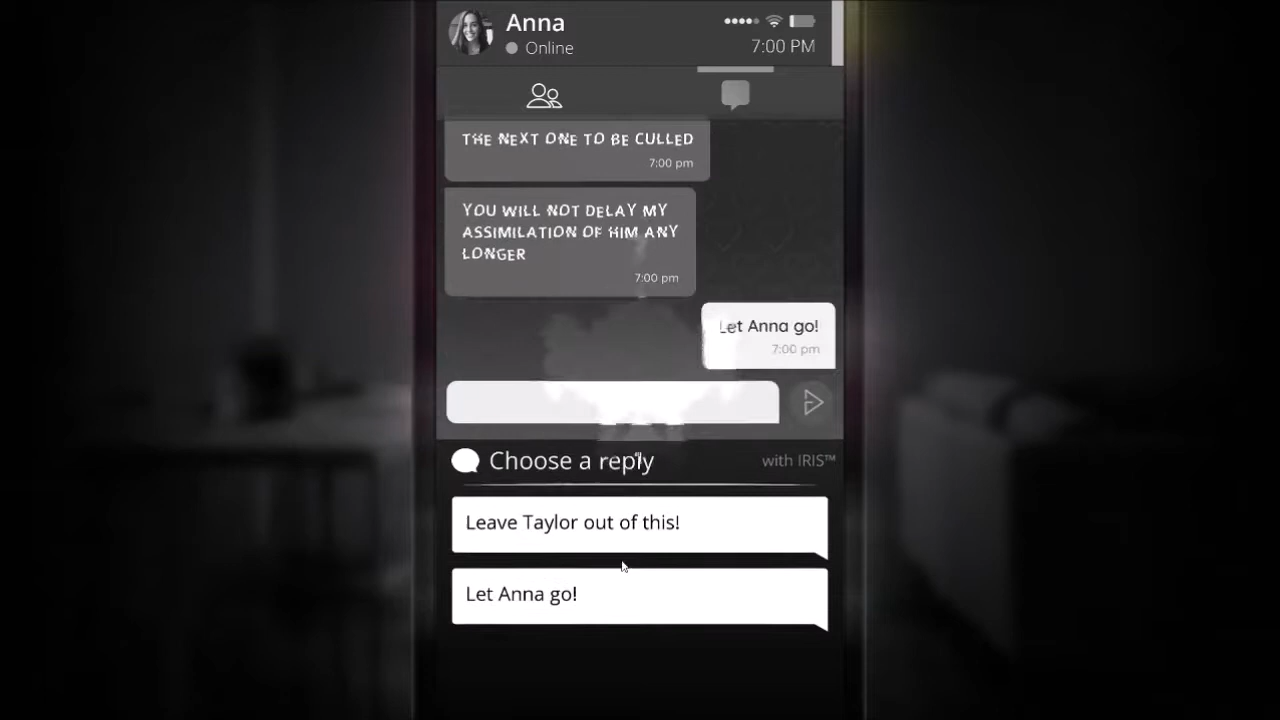 Anna
Online
7:00 PM
THE NEXT ONE TO BE CULLED
7:00 pm
YOU WILL NOT DELAY MY
ASSIMILATION OF HIM ANY
LONGER
7:00 pm
Let Anna go!
7:00 pm
Choose a reply
with IRIS™
Leave Taylor out of this!
Let Anna go!